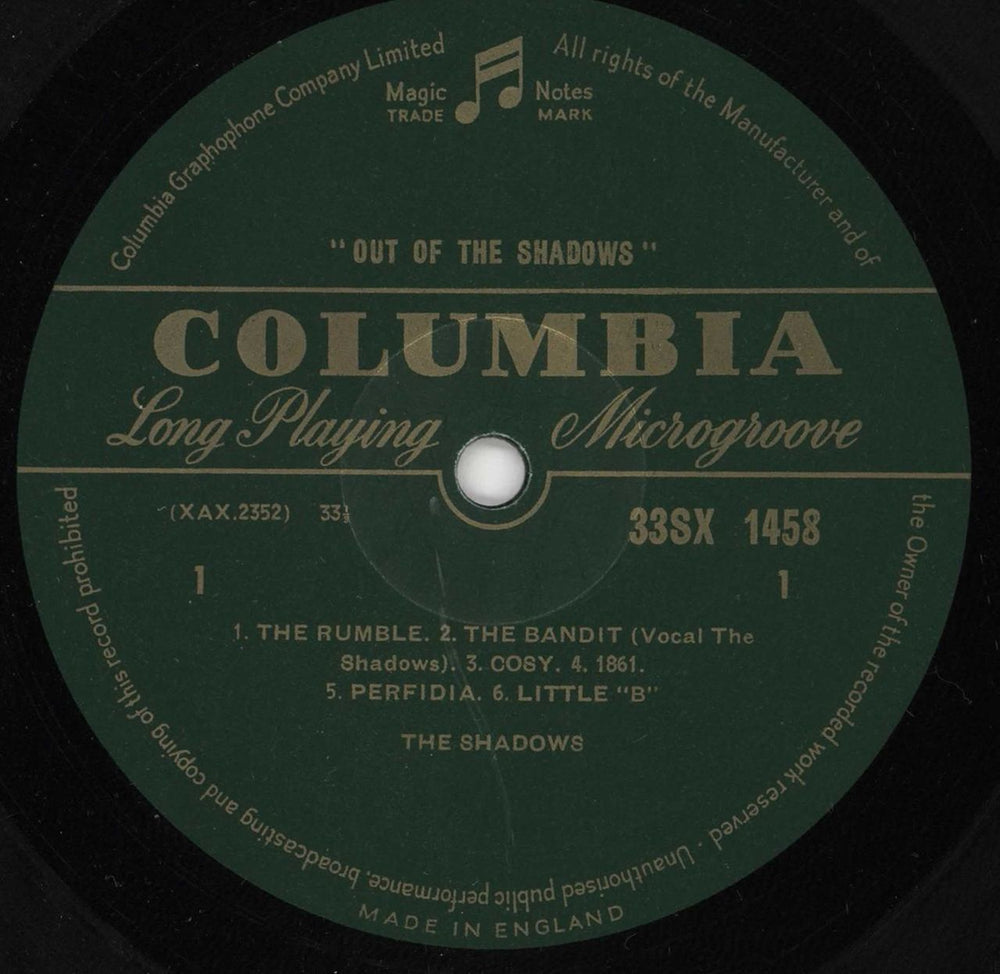 Columbia Graphophone Company Limited
Magic Notes
TRADE MARK
All rights of the Manufacturer and of
the Owner of the recorded work reserved · Unauthorised public performance, broadcasting and copying of this record prohibited
"OUT OF THE SHADOWS"
COLUMBIA
Long Playing Microgroove
(XAX.2352) 33⅓
33SX 1458
1 1
1. THE RUMBLE. 2. THE BANDIT (Vocal The
Shadows). 3. COSY. 4. 1861.
5. PERFIDIA. 6. LITTLE "B"
THE SHADOWS
MADE IN ENGLAND